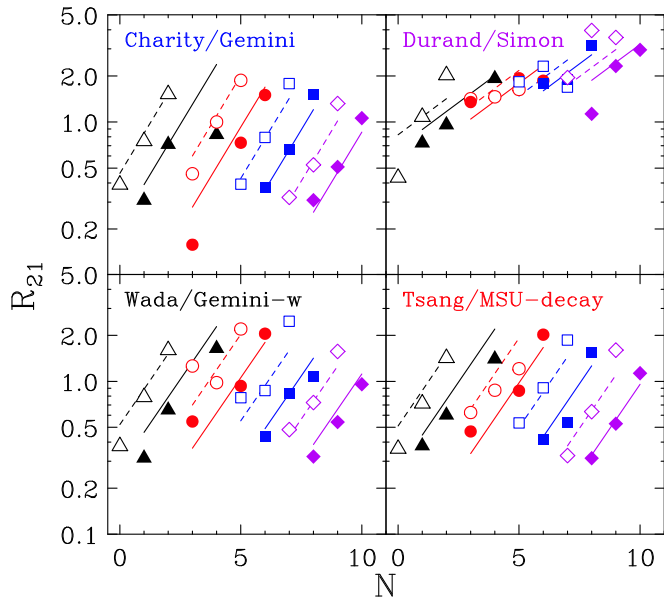 Charity/Gemini
Durand/Simon
5.0
2.0
1.0
0.5
0.2
R21
Wada/Gemini-w
Tsang/MSU-decay
5.0
2.0
1.0
0.5
0.2
0.1
0 5 10 0 5 10
N